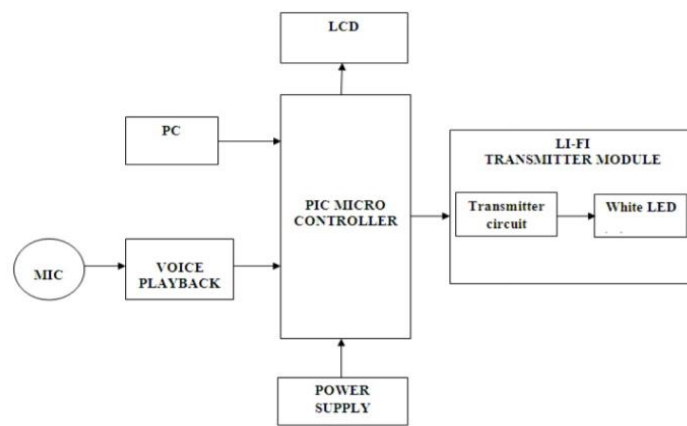 LCD
PC
LI-FI
TRANSMITTER MODULE
PIC MICRO
CONTROLLER
Transmitter
circuit
White LED
MIC
VOICE
PLAYBACK
POWER
SUPPLY